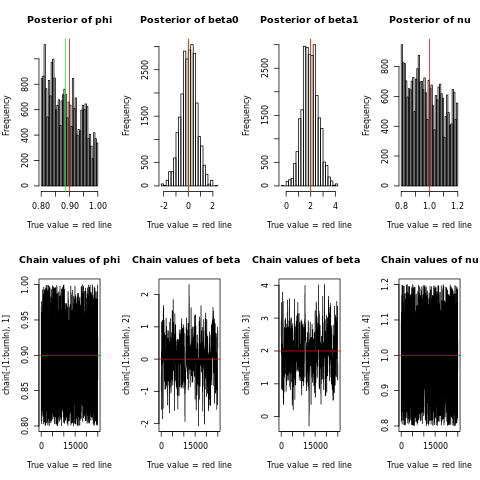 Posterior of phi
Frequency
0 200 400 600 800
0.80 0.90 1.00
True value = red line
Posterior of beta0
Frequency
0 500 1500 2500
-2 0 2
True value = red line
Posterior of beta1
Frequency
0 500 1500 2500
0 2 4
True value = red line
Posterior of nu
Frequency
0 200 400 600 800
0.8 1.0 1.2
True value = red line
Chain values of phi
chain[-(1:burnIn), 1]
0.80 0.85 0.90 0.95 1.00
0 15000
True value = red line
Chain values of beta
chain[-(1:burnIn), 2]
-2 -1 0 1 2
0 15000
True value = red line
Chain values of beta
chain[-(1:burnIn), 3]
0 1 2 3 4
0 15000
True value = red line
Chain values of nu
chain[-(1:burnIn), 4]
0.8 0.9 1.0 1.1 1.2
0 15000
True value = red line